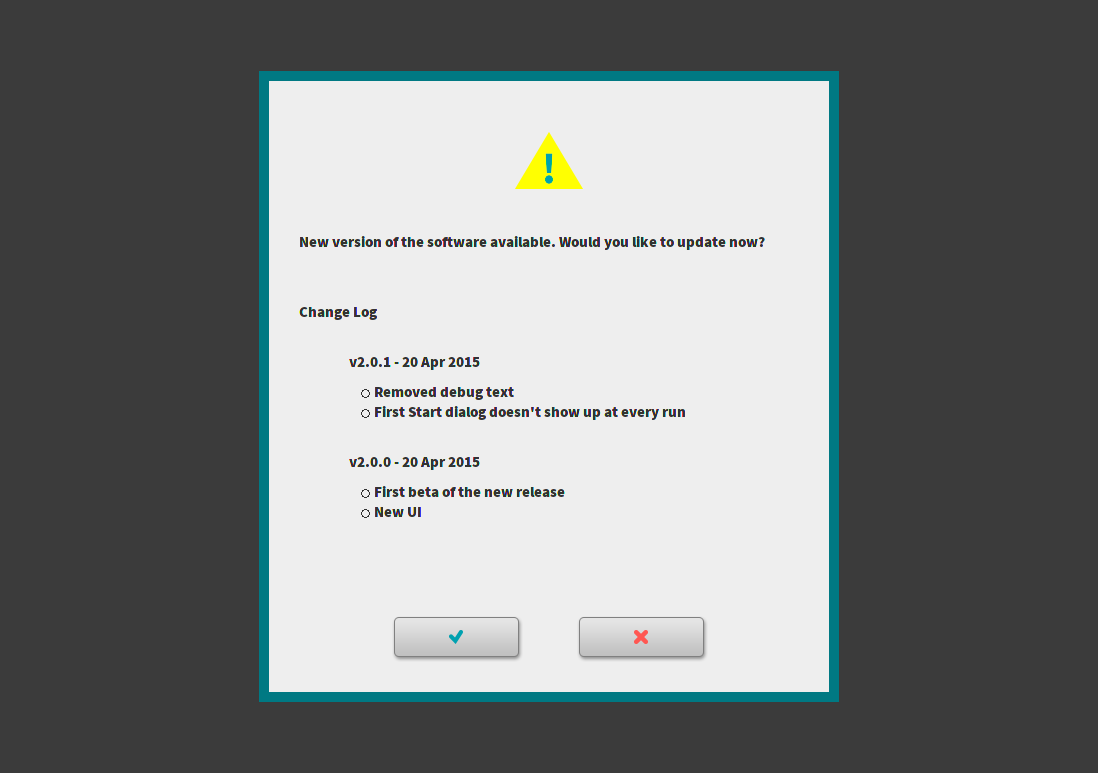 !
New version of the software available. Would you like to update now?
Change Log
v2.0.1 - 20 Apr 2015
Removed debug text
First Start dialog doesn't show up at every run
v2.0.0 - 20 Apr 2015
First beta of the new release
New UI